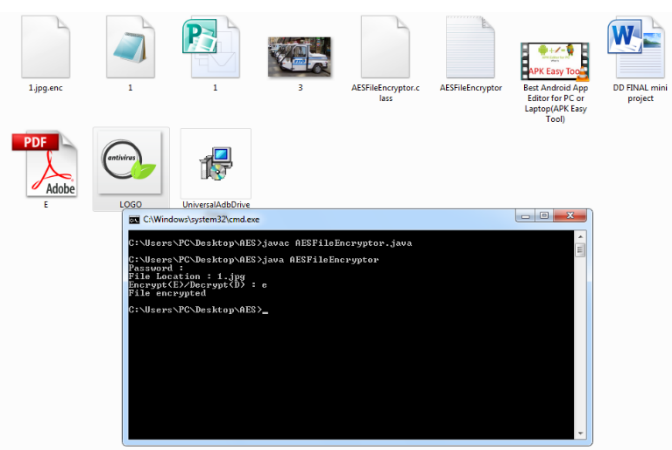 1.jpg.enc
1
1
3
AESFileEncryptor.c
lass
AESFileEncryptor
APK Easy Tool
Best Android App
Editor for PC or
Laptop(APK Easy
Tool)
DD FINAL mini
project
PDF
Adobe
E
antivirus
LOGO
UniversalAdbDrive
C:\Windows\system32\cmd.exe
C:\Users\PC\Desktop\AES>javac AESFileEncryptor.java
C:\Users\PC\Desktop\AES>java AESFileEncryptor
Password :
File Location : 1.jpg
Encrypt(E)/Decrypt(D) : e
File encrypted
C:\Users\PC\Desktop\AES>_